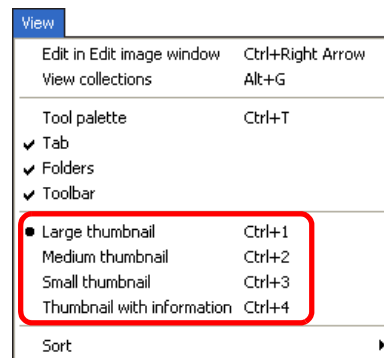 View
Edit in Edit image window Ctrl+Right Arrow
View collections Alt+G
Tool palette Ctrl+T
Tab
Folders
Toolbar
Large thumbnail Ctrl+1
Medium thumbnail Ctrl+2
Small thumbnail Ctrl+3
Thumbnail with information Ctrl+4
Sort